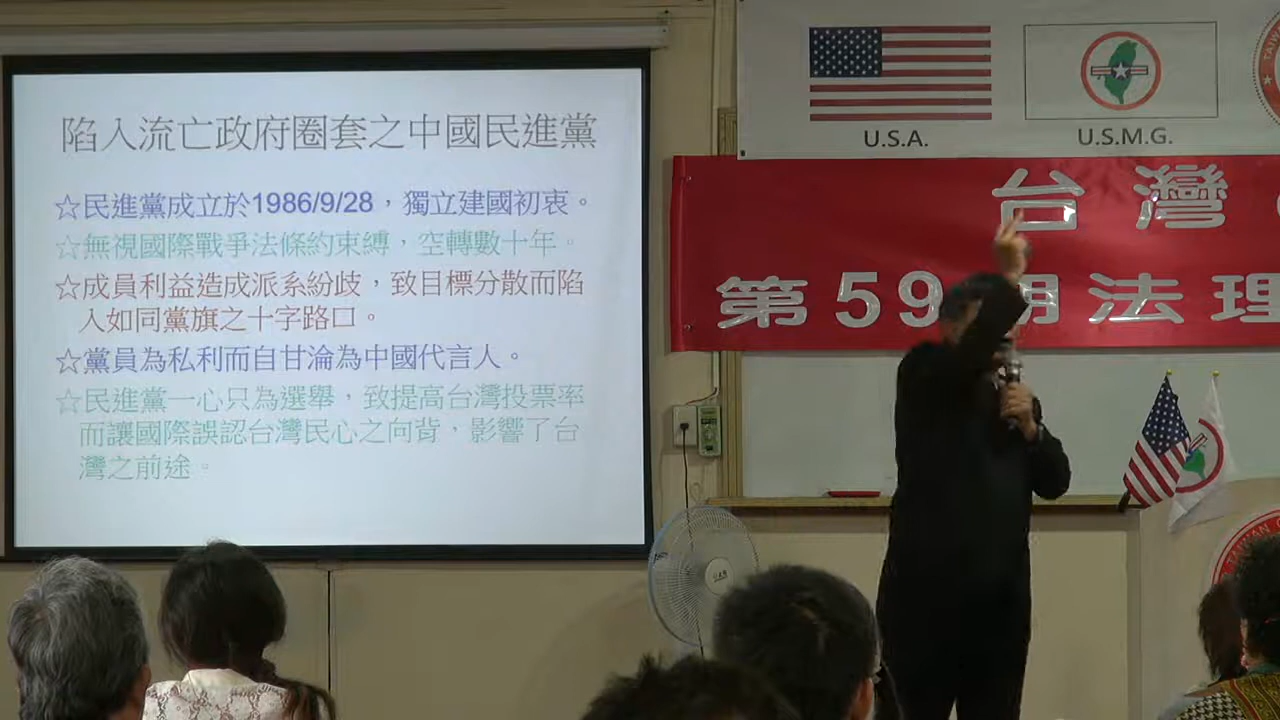 陷入流亡政府圈套之中國民進黨
☆民進黨成立於1986/9/28，獨立建國初衷。
☆無視國際戰爭法條約束縛，空轉數十年。
☆成員利益造成派系紛歧，致目標分散而陷
入如同黨旗之十字路口。
☆黨員為私利而自甘淪為中國代言人。
☆民進黨一心只為選舉，致提高台灣投票率
而讓國際誤認台灣民心之向背，影響了台
灣之前途。
U.S.A.
U.S.M.G.
台灣
第59期法理